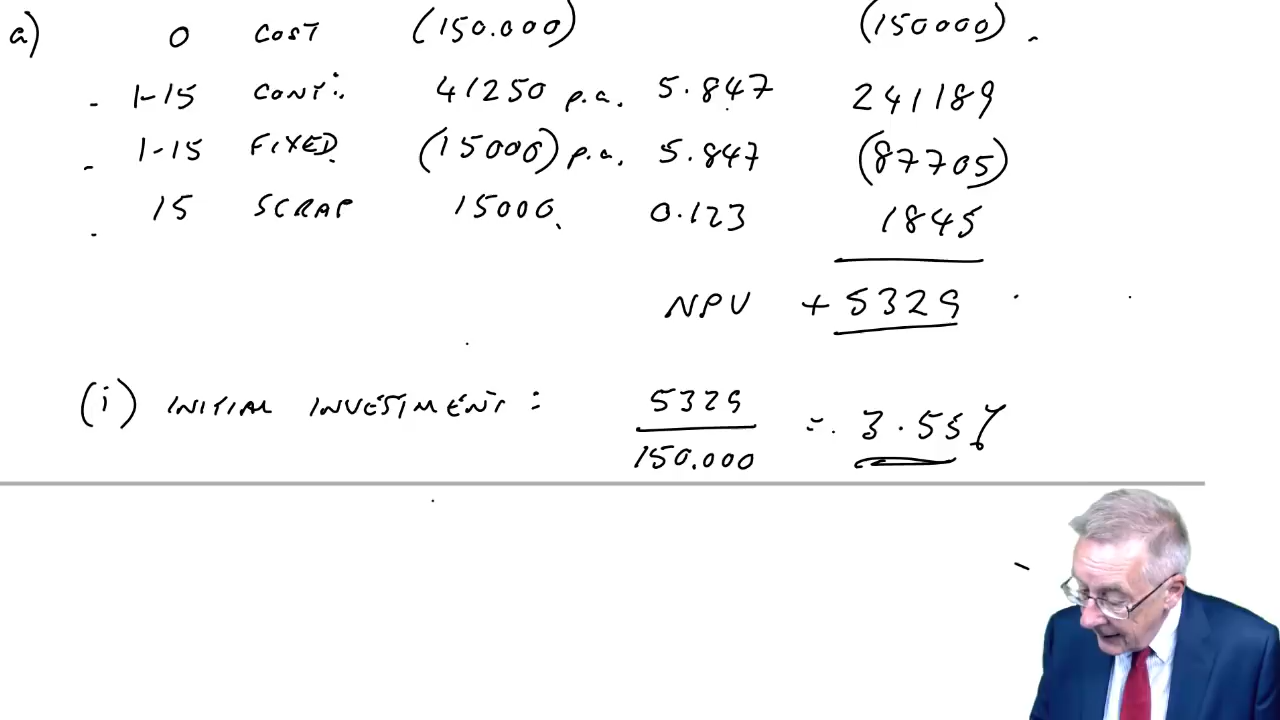 a) 0 COST (150.000) (150000)
1-15 CONTN. 41250 p.a. 5.847 241189
1-15 FIXED (15000) p.a. 5.847 (87705)
15 SCRAP 15000 0.123 1845
NPV + 5329
(i) INITIAL INVESTMENT: 5329
150.000
= 3.55%